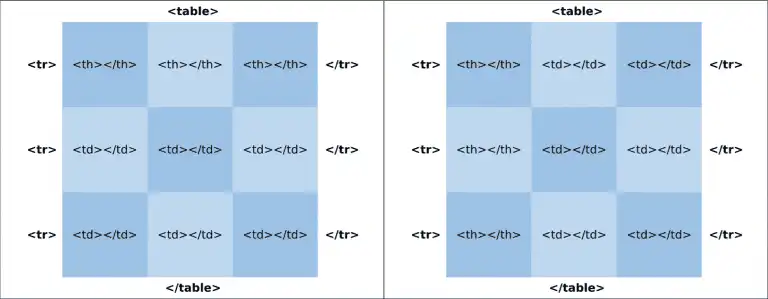 <table>
<tr> <th></th> <th></th> <th></th> </tr>
<tr> <td></td> <td></td> <td></td> </tr>
<tr> <td></td> <td></td> <td></td> </tr>
</table>
<table>
<tr> <th></th> <td></td> <td></td> </tr>
<tr> <th></th> <td></td> <td></td> </tr>
<tr> <th></th> <td></td> <td></td> </tr>
</table>